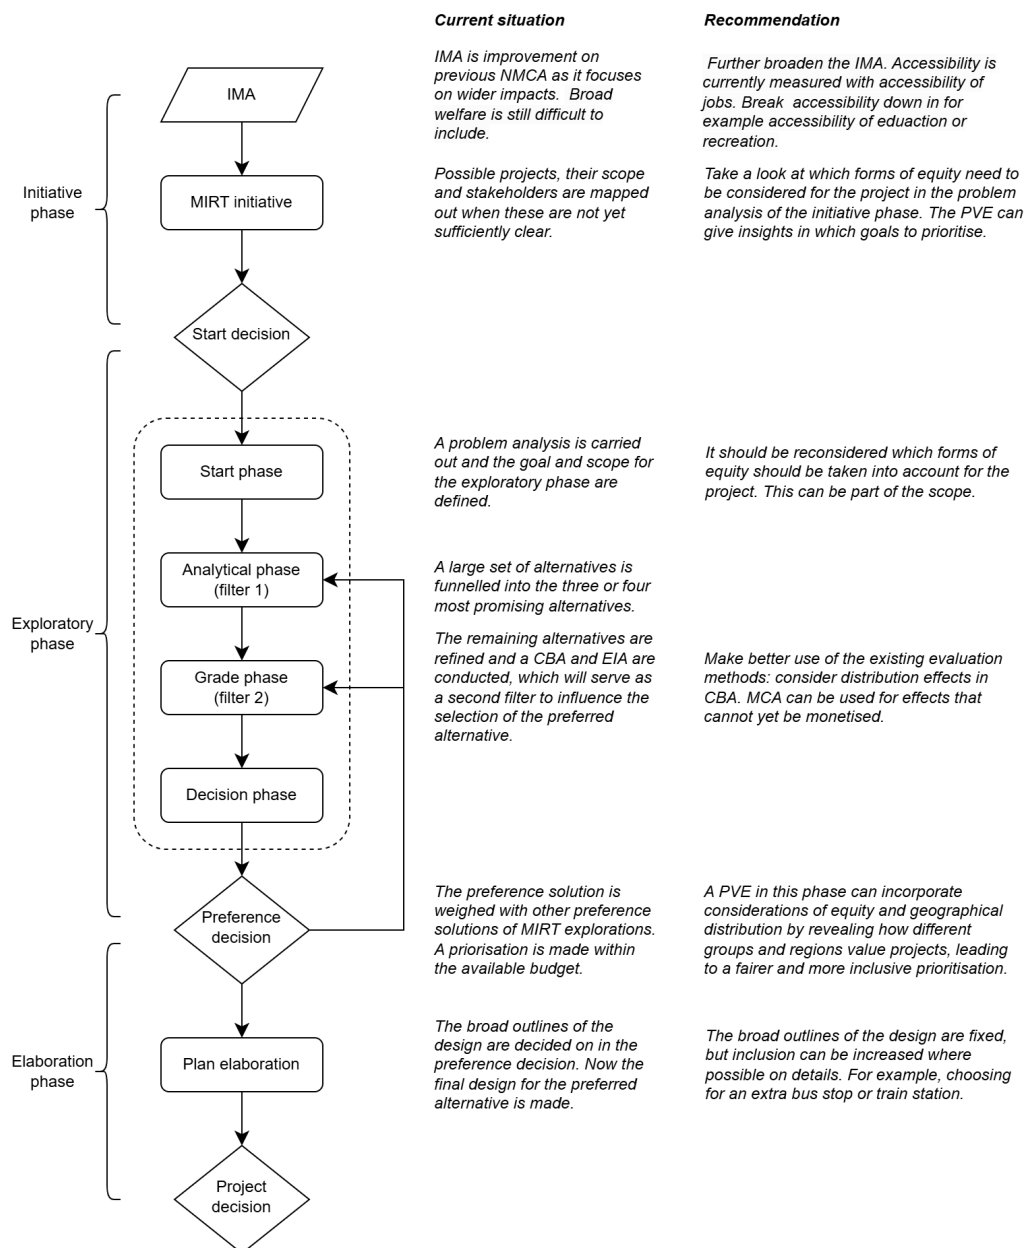 Current situation
Recommendation
IMA
IMA is improvement on
previous NMCA as it focuses
on wider impacts.  Broad
welfare is still difficult to
include.
Further broaden the IMA. Accessibility is
currently measured with accessibility of
jobs. Break  accessibility down in for
example accessibility of eduaction or
recreation.
Initiative
phase
MIRT initiative
Possible projects, their scope
and stakeholders are mapped
out when these are not yet
sufficiently clear.
Take a look at which forms of equity need to
be considered for the project in the problem
analysis of the initiative phase. The PVE can
give insights in which goals to prioritise.
Start decision
Exploratory
phase
Start phase
A problem analysis is carried
out and the goal and scope for
the exploratory phase are
defined.
It should be reconsidered which forms of
equity should be taken into account for the
project. This can be part of the scope.
Analytical phase
(filter 1)
A large set of alternatives is
funnelled into the three or four
most promising alternatives.
Grade phase
(filter 2)
The remaining alternatives are
refined and a CBA and EIA are
conducted, which will serve as
a second filter to influence the
selection of the preferred
alternative.
Make better use of the existing evaluation
methods: consider distribution effects in
CBA. MCA can be used for effects that
cannot yet be monetised.
Decision phase
Preference
decision
The preference solution is
weighed with other preference
solutions of MIRT explorations.
A priorisation is made within
the available budget.
A PVE in this phase can incorporate
considerations of equity and geographical
distribution by revealing how different
groups and regions value projects, leading
to a fairer and more inclusive prioritisation.
Elaboration
phase
Plan elaboration
The broad outlines of the
design are decided on in the
preference decision. Now the
final design for the preferred
alternative is made.
The broad outlines of the design are fixed,
but inclusion can be increased where
possible on details. For example, choosing
for an extra bus stop or train station.
Project
decision